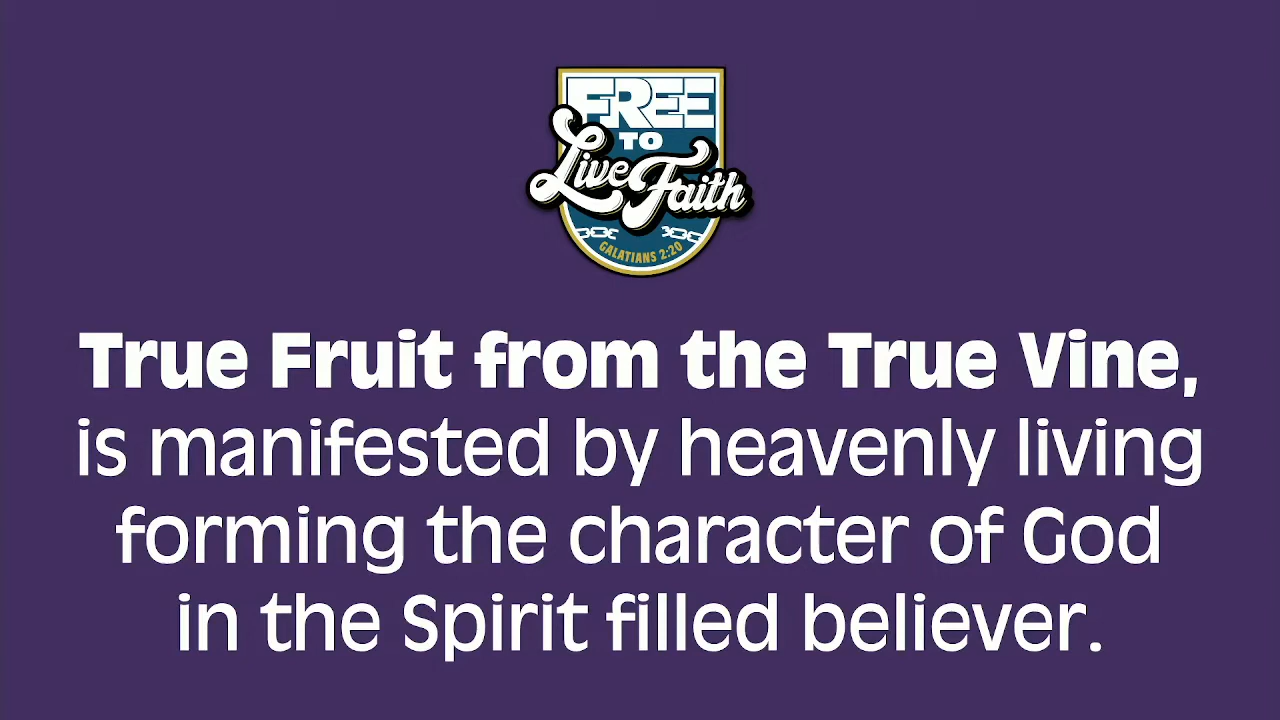 FREE
TO
Live Faith
GALATIANS 2:20
True Fruit from the True Vine,
is manifested by heavenly living
forming the character of God
in the Spirit filled believer.